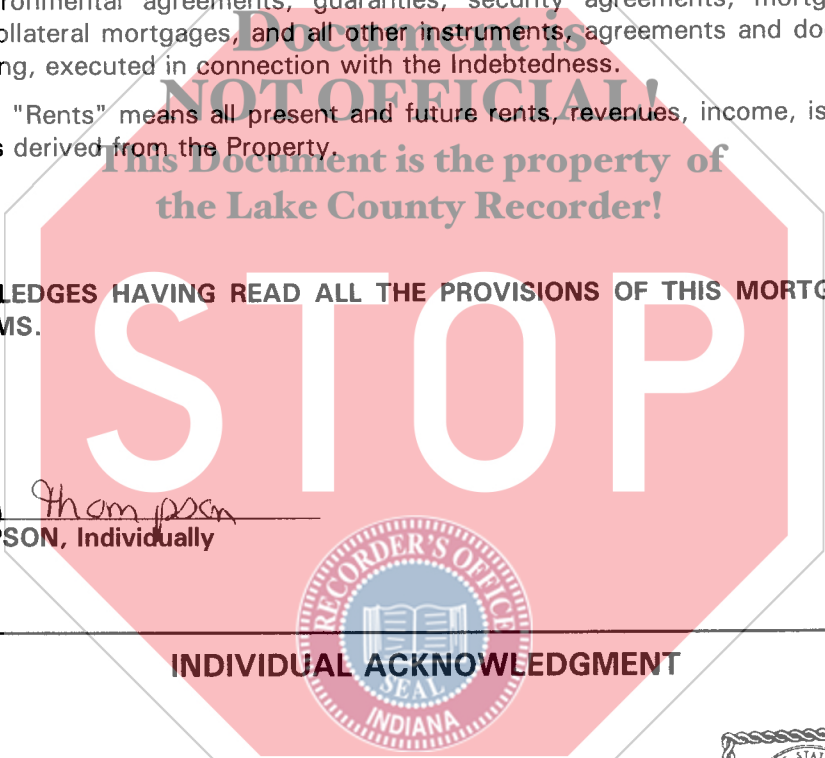 ronmental agreements, guaranties, security agreements, mortg
ollateral mortgages, and all other instruments, agreements and do
Document is
ng, executed in connection with the Indebtedness.
NOT OFFICIAL!
"Rents" means all present and future rents, revenues, income, is
s derived from the Property.
This Document is the property of
the Lake County Recorder!
LEDGES HAVING READ ALL THE PROVISIONS OF THIS MORTG
MS.
STOP
Thompson
PSON, Individually
RECORDER'S OFFICE
INDIVIDUAL ACKNOWLEDGMENT
SEAL
INDIANA
STAT